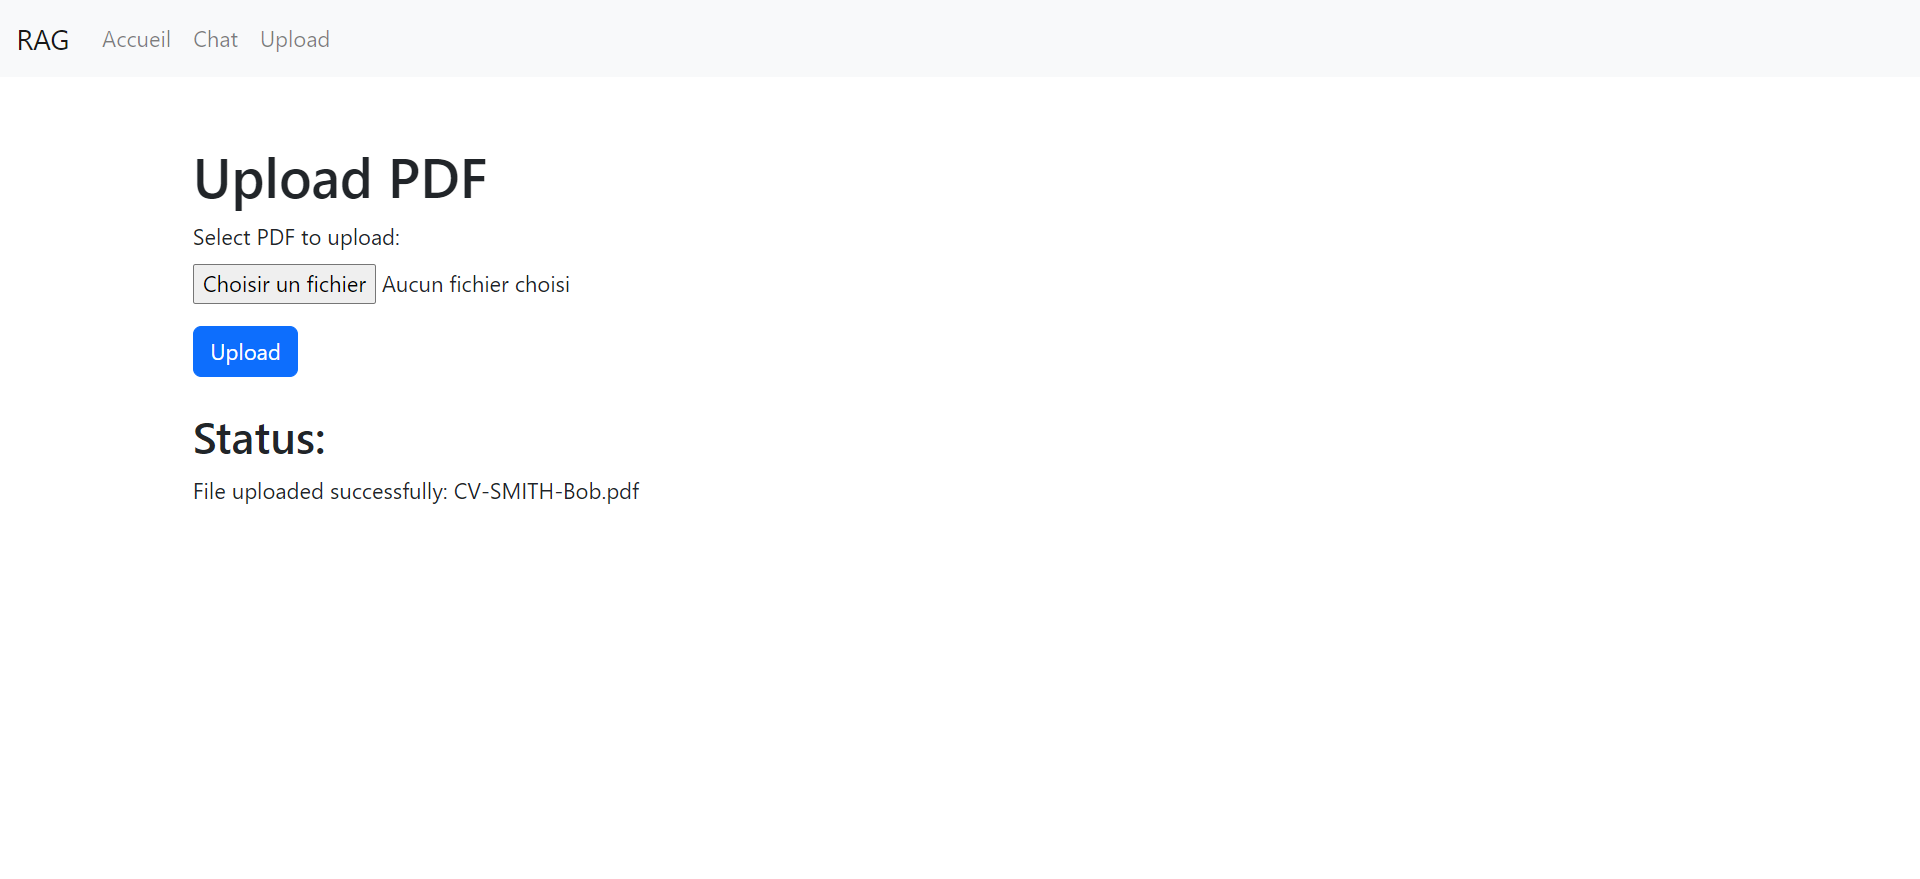 RAG Accueil Chat Upload
Upload PDF
Select PDF to upload:
Choisir un fichier Aucun fichier choisi
Upload
Status:
File uploaded successfully: CV-SMITH-Bob.pdf